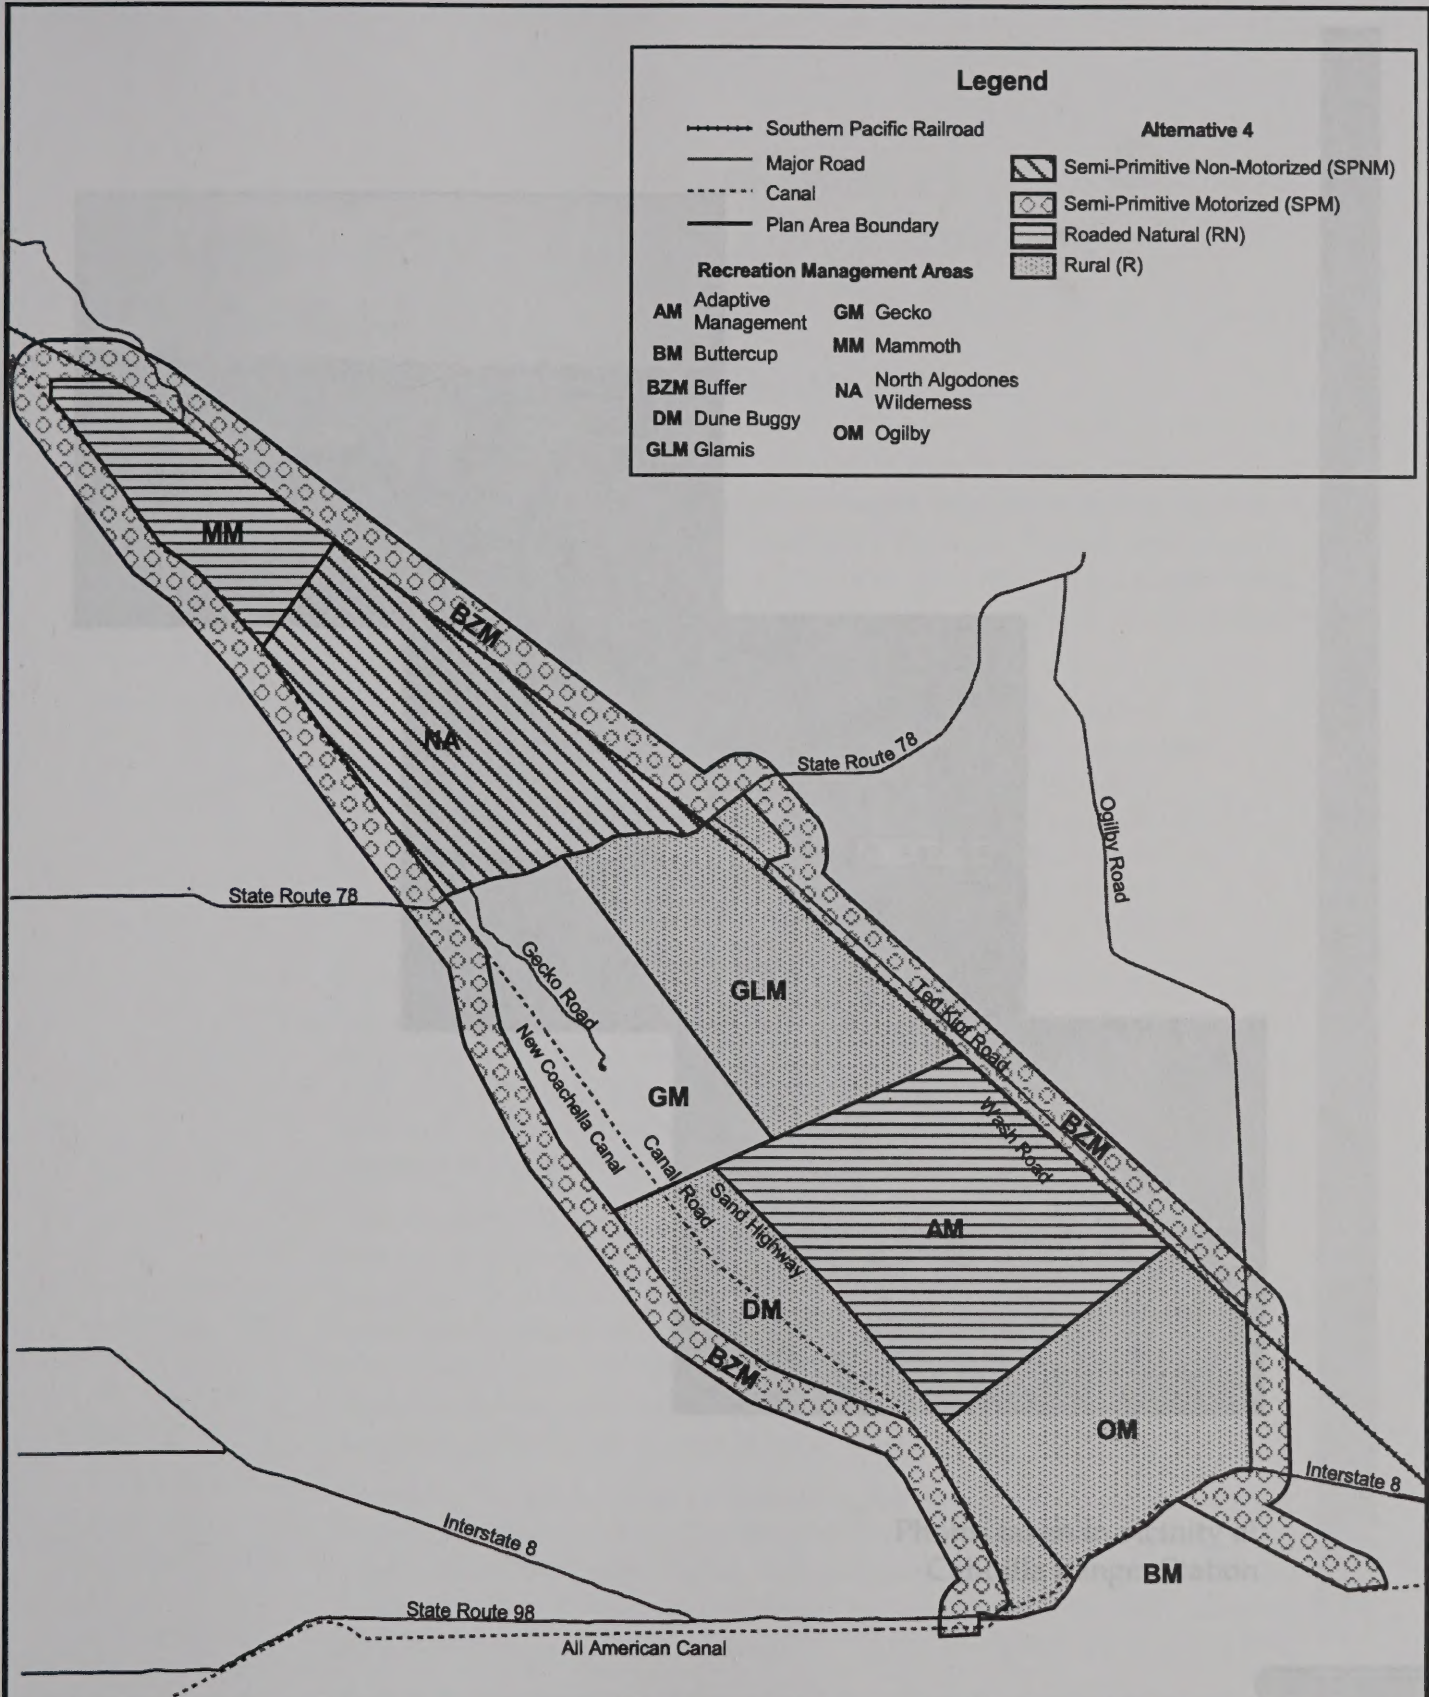 Legend
Southern Pacific Railroad
Major Road
Canal
Plan Area Boundary
Alternative 4
Semi-Primitive Non-Motorized (SPNM)
Semi-Primitive Motorized (SPM)
Roaded Natural (RN)
Rural (R)
Recreation Management Areas
AM Adaptive
Management
BM Buttercup
BZM Buffer
DM Dune Buggy
GLM Glamis
GM Gecko
MM Mammoth
NA North Algodones
Wilderness
OM Ogilby
MM
BZM
NA
State Route 78
Ogilby Road
State Route 78
Gecko Road
GLM
Ted Kipf Road
New Coachella Canal
GM
Wash Road
BZM
Canal Road
Sand Highway
AM
DM
BZM
OM
Interstate 8
Interstate 8
BM
State Route 98
All American Canal